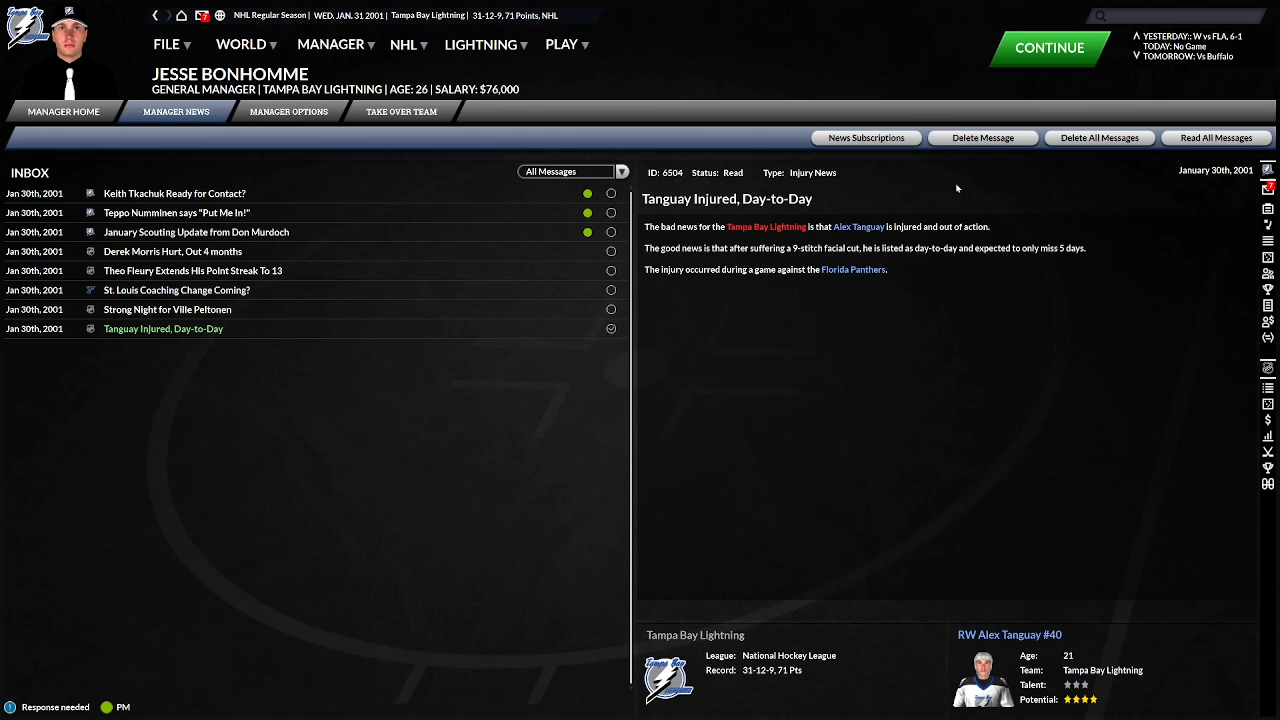 NHL Regular Season | WED. JAN. 31 2001 | Tampa Bay Lightning | 31-12-9, 71 Points, NHL
7
FILE WORLD MANAGER NHL LIGHTNING PLAY
CONTINUE
YESTERDAY: W vs FLA, 6-1
TODAY: No Game
TOMORROW: Vs Buffalo
JESSE BONHOMME
GENERAL MANAGER | TAMPA BAY LIGHTNING | AGE: 26 | SALARY: $76,000
MANAGER HOME MANAGER NEWS MANAGER OPTIONS TAKE OVER TEAM
News Subscriptions Delete Message Delete All Messages Read All Messages
INBOX All Messages
Jan 30th, 2001 Keith Tkachuk Ready for Contact?
Jan 30th, 2001 Teppo Numminen says "Put Me In!"
Jan 30th, 2001 January Scouting Update from Don Murdoch
Jan 30th, 2001 Derek Morris Hurt, Out 4 months
Jan 30th, 2001 Theo Fleury Extends His Point Streak To 13
Jan 30th, 2001 St. Louis Coaching Change Coming?
Jan 30th, 2001 Strong Night for Ville Peltonen
Jan 30th, 2001 Tanguay Injured, Day-to-Day
ID: 6504 Status: Read Type: Injury News January 30th, 2001
7
Tanguay Injured, Day-to-Day
The bad news for the Tampa Bay Lightning is that Alex Tanguay is injured and out of action.
The good news is that after suffering a 9-stitch facial cut, he is listed as day-to-day and expected to only miss 5 days.
The injury occurred during a game against the Florida Panthers.
Tampa Bay Lightning
League: National Hockey League
Record: 31-12-9, 71 Pts
RW Alex Tanguay #40
Age: 21
Team: Tampa Bay Lightning
Talent:
Potential:
Response needed PM